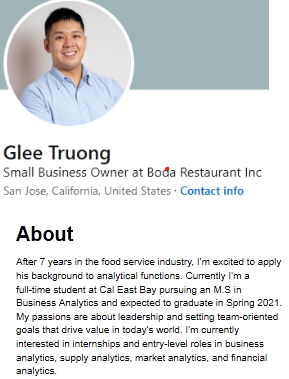 Glee Truong
Small Business Owner at Boda Restaurant Inc
San Jose, California, United States · Contact info
About
After 7 years in the food service industry, I'm excited to apply
his background to analytical functions. Currently I'm a
full-time student at Cal East Bay pursuing an M.S in
Business Analytics and expected to graduate in Spring 2021.
My passions are about leadership and setting team-oriented
goals that drive value in today's world. I'm currently
interested in internships and entry-level roles in business
analytics, supply analytics, market analytics, and financial
analytics.